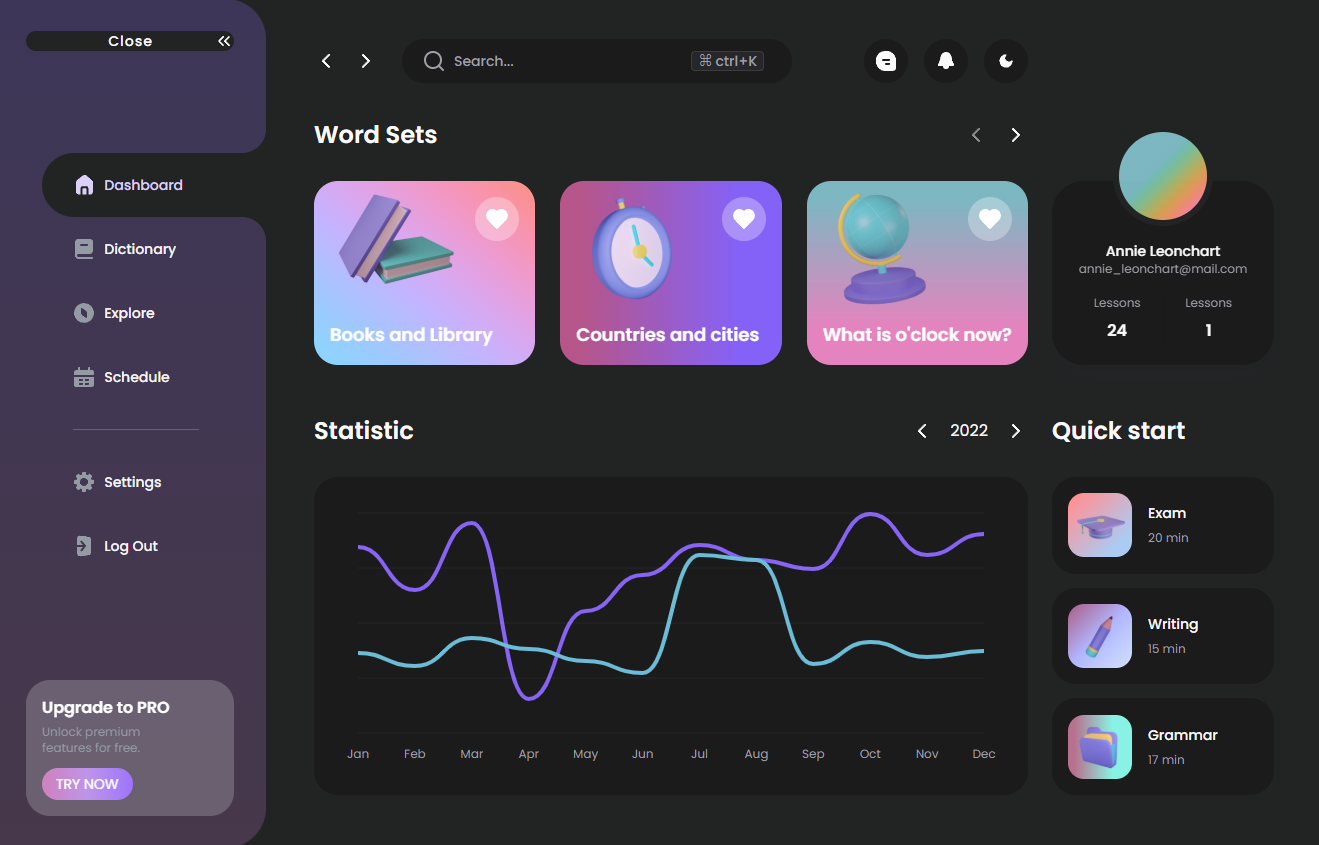 Close
Dashboard
Dictionary
Explore
Schedule
Settings
Log Out
Upgrade to PRO
Unlock premium
features for free.
TRY NOW
Search...
⌘ ctrl+K
Word Sets
Books and Library
Countries and cities
What is o'clock now?
Annie Leonchart
annie_leonchart@mail.com
Lessons Lessons
24 1
Statistic
2022
Jan Feb Mar Apr May Jun Jul Aug Sep Oct Nov Dec
Quick start
Exam
20 min
Writing
15 min
Grammar
17 min